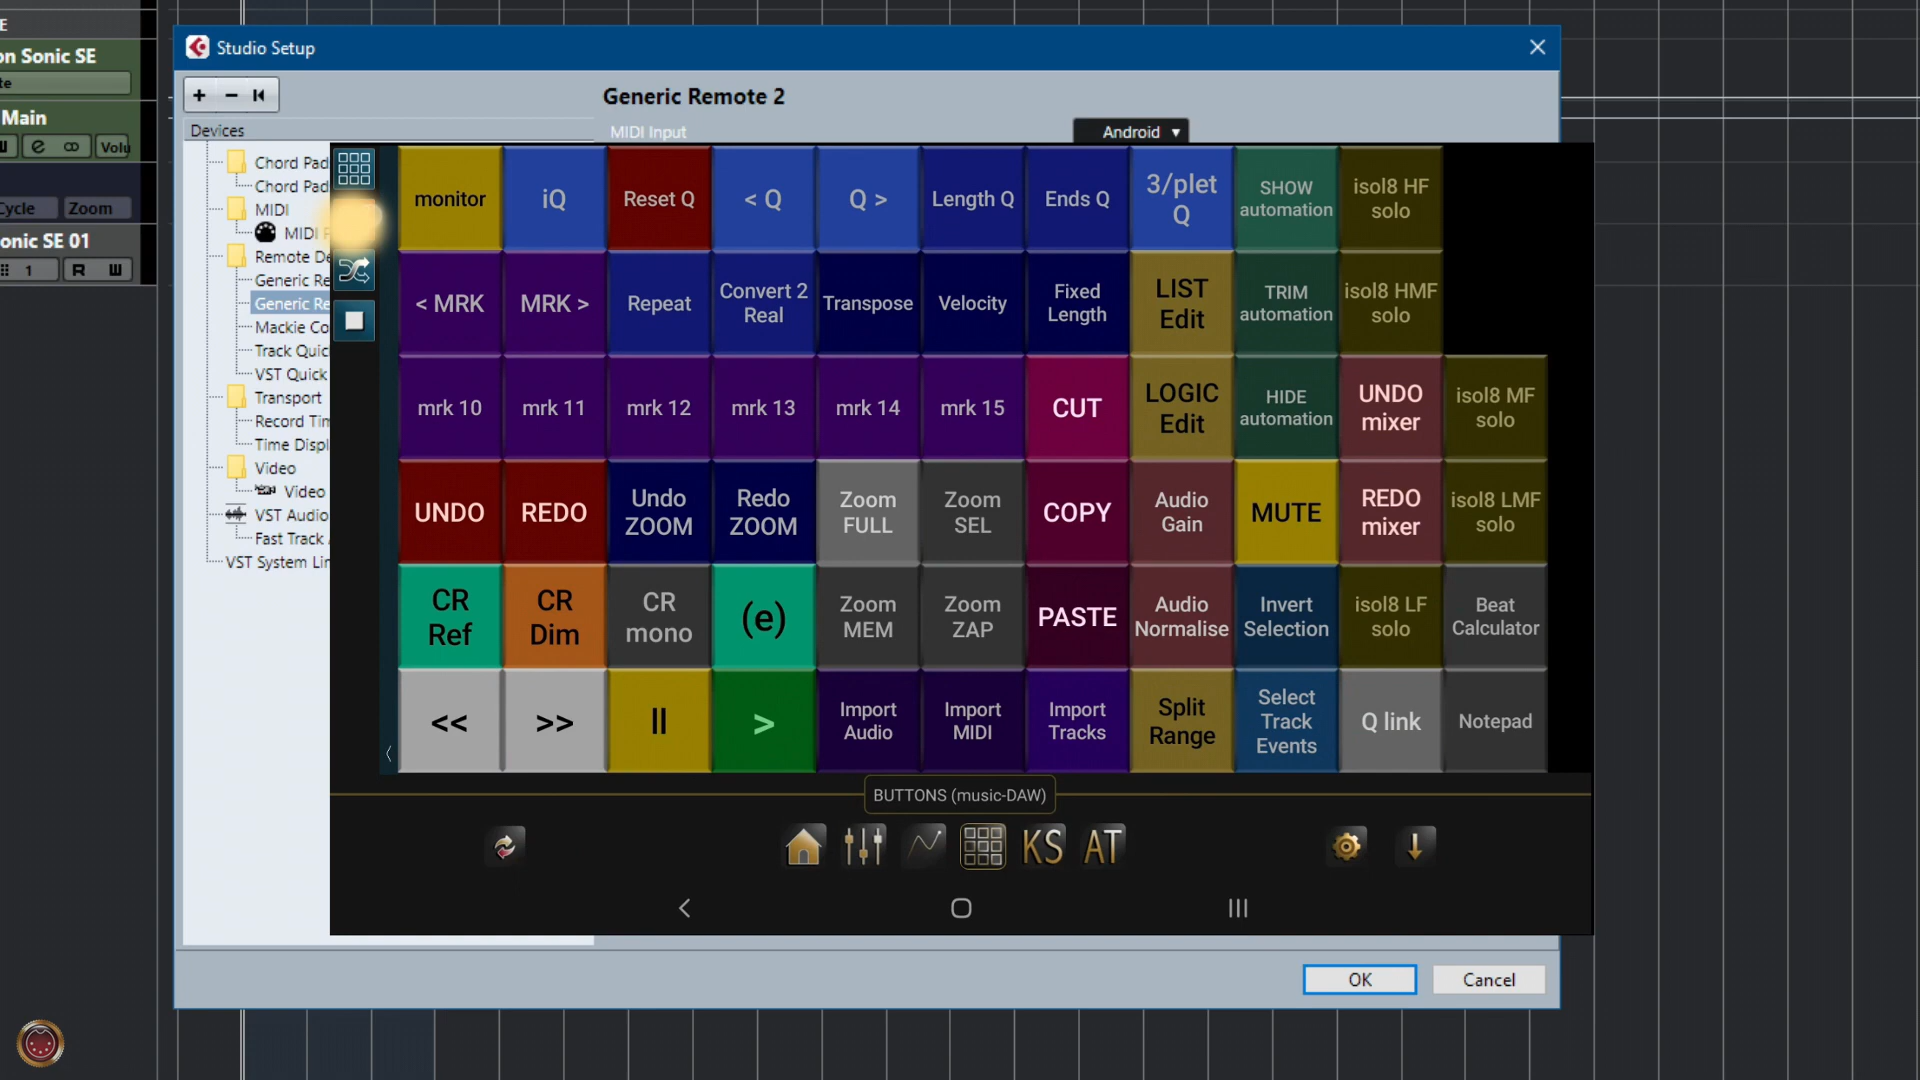 E
on Sonic SE
te
Main
Volu
Cycle
Zoom
onic SE 01
1
R
Studio Setup
+ −
Generic Remote 2
Devices
MIDI Input
Android
Chord Pad
Chord Pad
MIDI
MIDI
Remote De
Generic Re
Generic Re
Mackie Co
Track Quic
VST Quick
Transport
Record Tim
Time Displ
Video
Video
VST Audio
Fast Track
VST System Lin
monitor
iQ
Reset Q
< Q
Q >
Length Q
Ends Q
3/plet
Q
SHOW
automation
isol8 HF
solo
< MRK
MRK >
Repeat
Convert 2
Real
Transpose
Velocity
Fixed
Length
LIST
Edit
TRIM
automation
isol8 HMF
solo
mrk 10
mrk 11
mrk 12
mrk 13
mrk 14
mrk 15
CUT
LOGIC
Edit
HIDE
automation
UNDO
mixer
isol8 MF
solo
UNDO
REDO
Undo
ZOOM
Redo
ZOOM
Zoom
FULL
Zoom
SEL
COPY
Audio
Gain
MUTE
REDO
mixer
isol8 LMF
solo
CR
Ref
CR
Dim
CR
mono
(e)
Zoom
MEM
Zoom
ZAP
PASTE
Audio
Normalise
Invert
Selection
isol8 LF
solo
Beat
Calculator
<<
>>
||
>
Import
Audio
Import
MIDI
Import
Tracks
Split
Range
Select
Track
Events
Q link
Notepad
BUTTONS (music-DAW)
KS
AT
OK
Cancel